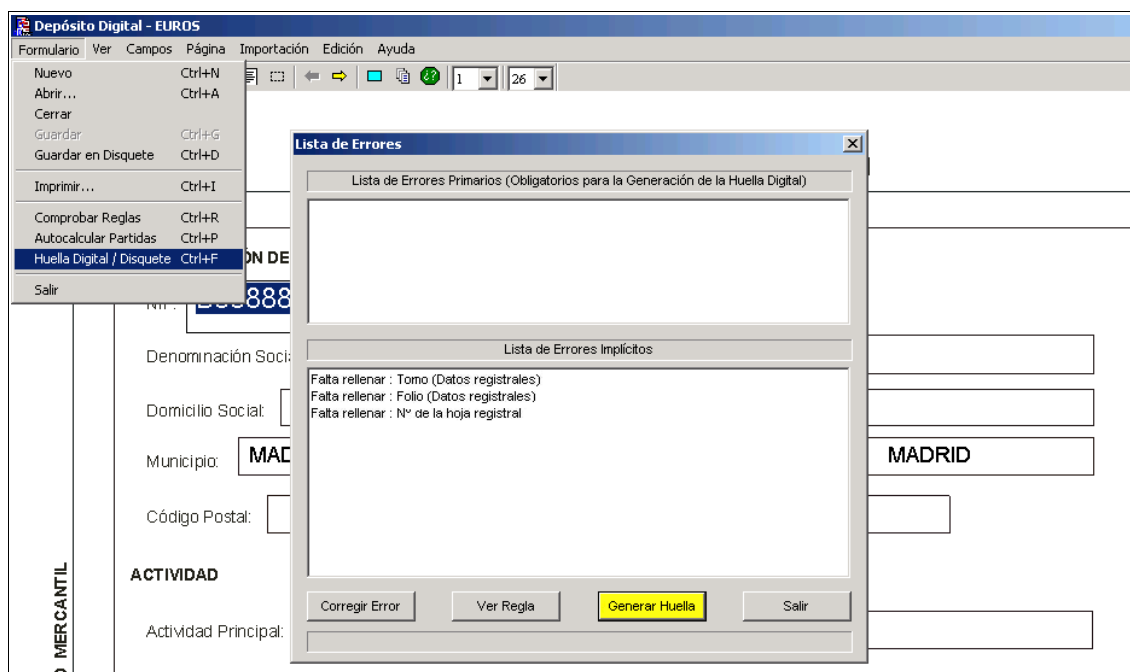 Depósito Digital - EUROS
Formulario Ver Campos Página Importación Edición Ayuda
1 26
Nuevo Ctrl+N
Abrir... Ctrl+A
Cerrar
Guardar Ctrl+G
Guardar en Disquete Ctrl+D
Imprimir... Ctrl+I
Comprobar Reglas Ctrl+R
Autocalcular Partidas Ctrl+P
Huella Digital / Disquete Ctrl+F
Salir
Lista de Errores
Lista de Errores Primarios (Obligatorios para la Generación de la Huella Digital)
Lista de Errores Implícitos
Falta rellenar : Tomo (Datos registrales)
Falta rellenar : Folio (Datos registrales)
Falta rellenar : Nº de la hoja registral
Corregir Error Ver Regla Generar Huella Salir
ÓN DE
888
Denominación Socia
Domicilio Social:
Municipio: MAD MADRID
Código Postal:
ACTIVIDAD
Actividad Principal:
MERCANTIL